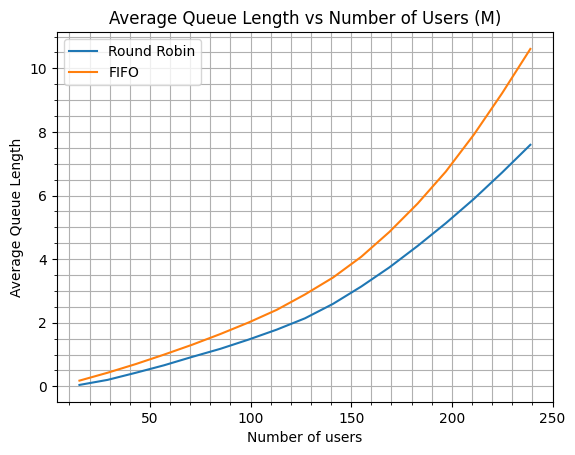 Average Queue Length vs Number of Users (M)
Round Robin
FIFO
Average Queue Length
10
8
6
4
2
0
50
100
150
200
250
Number of users